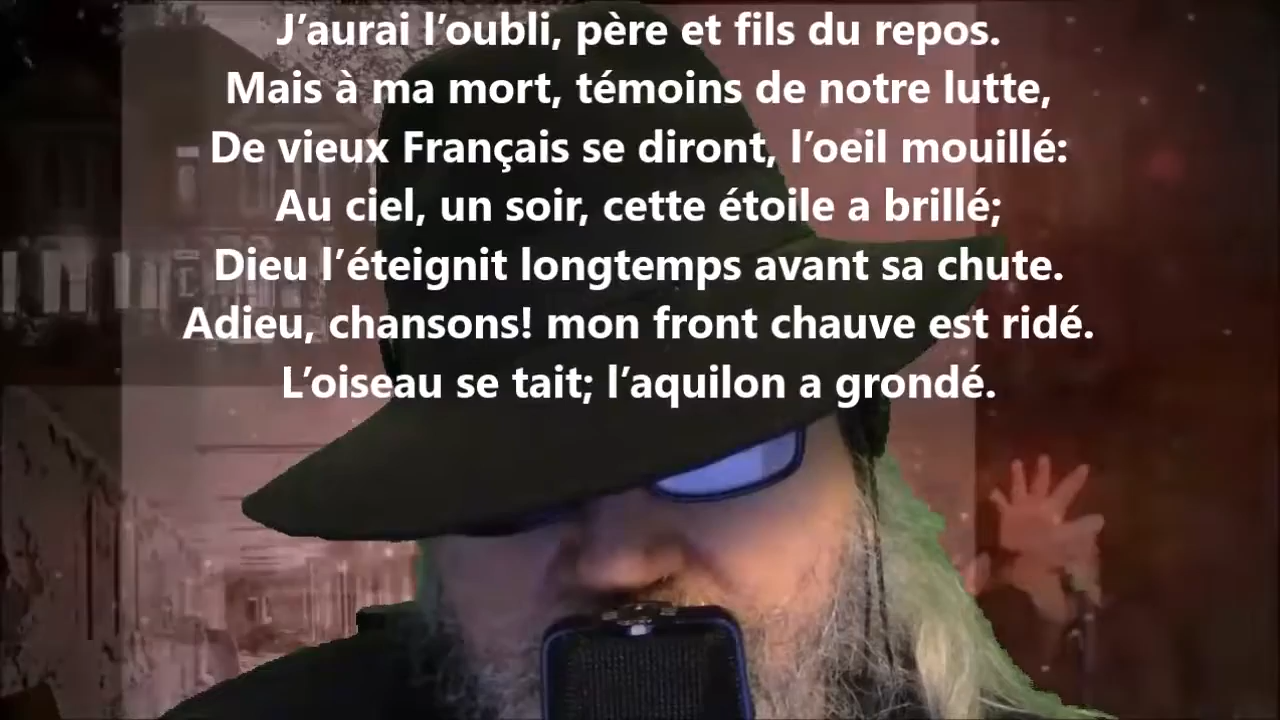 J’aurai l’oubli, père et fils du repos.
Mais à ma mort, témoins de notre lutte,
De vieux Français se diront, l’oeil mouillé:
Au ciel, un soir, cette étoile a brillé;
Dieu l’éteignit longtemps avant sa chute.
Adieu, chansons! mon front chauve est ridé.
L’oiseau se tait; l’aquilon a grondé.